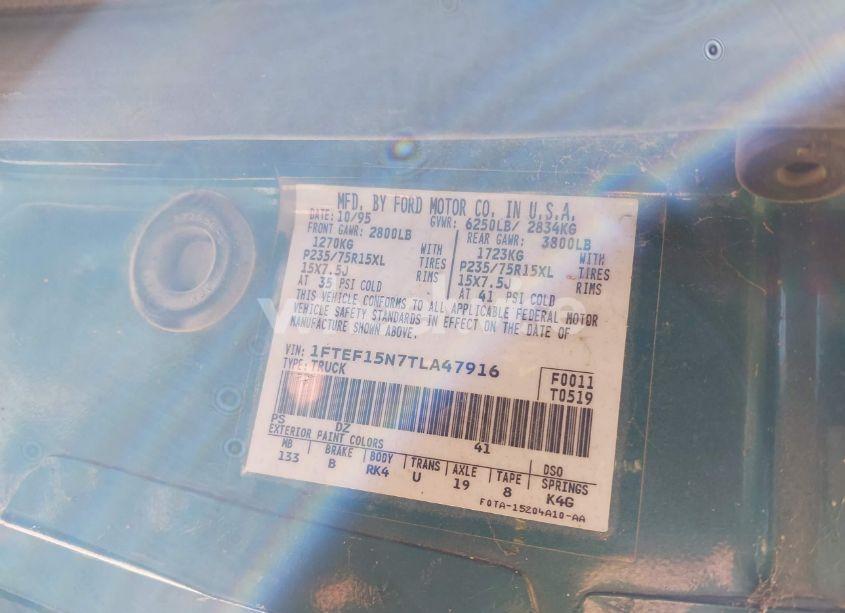 MFD. BY FORD MOTOR CO. IN U.S.A.
DATE: 10/95 GVWR: 6250LB/ 2834KG
FRONT GAWR: 2800LB REAR GAWR: 3800LB
1270KG WITH 1723KG WITH
P235/75R15XL TIRES P235/75R15XL TIRES
15X7.5J RIMS 15X7.5J RIMS
AT 35 PSI COLD AT 41 PSI COLD
THIS VEHICLE CONFORMS TO ALL APPLICABLE FEDERAL MOTOR
VEHICLE SAFETY STANDARDS IN EFFECT ON THE DATE OF
MANUFACTURE SHOWN ABOVE.
VIN: 1FTEF15N7TLA47916 F0011
TYPE: TRUCK T0519
PS DZ 41
EXTERIOR PAINT COLORS DSO
WB BRAKE BODY TRANS AXLE TAPE SPRINGS
133 B RK4 U 19 8 K4G
F0TA-15204A10-AA